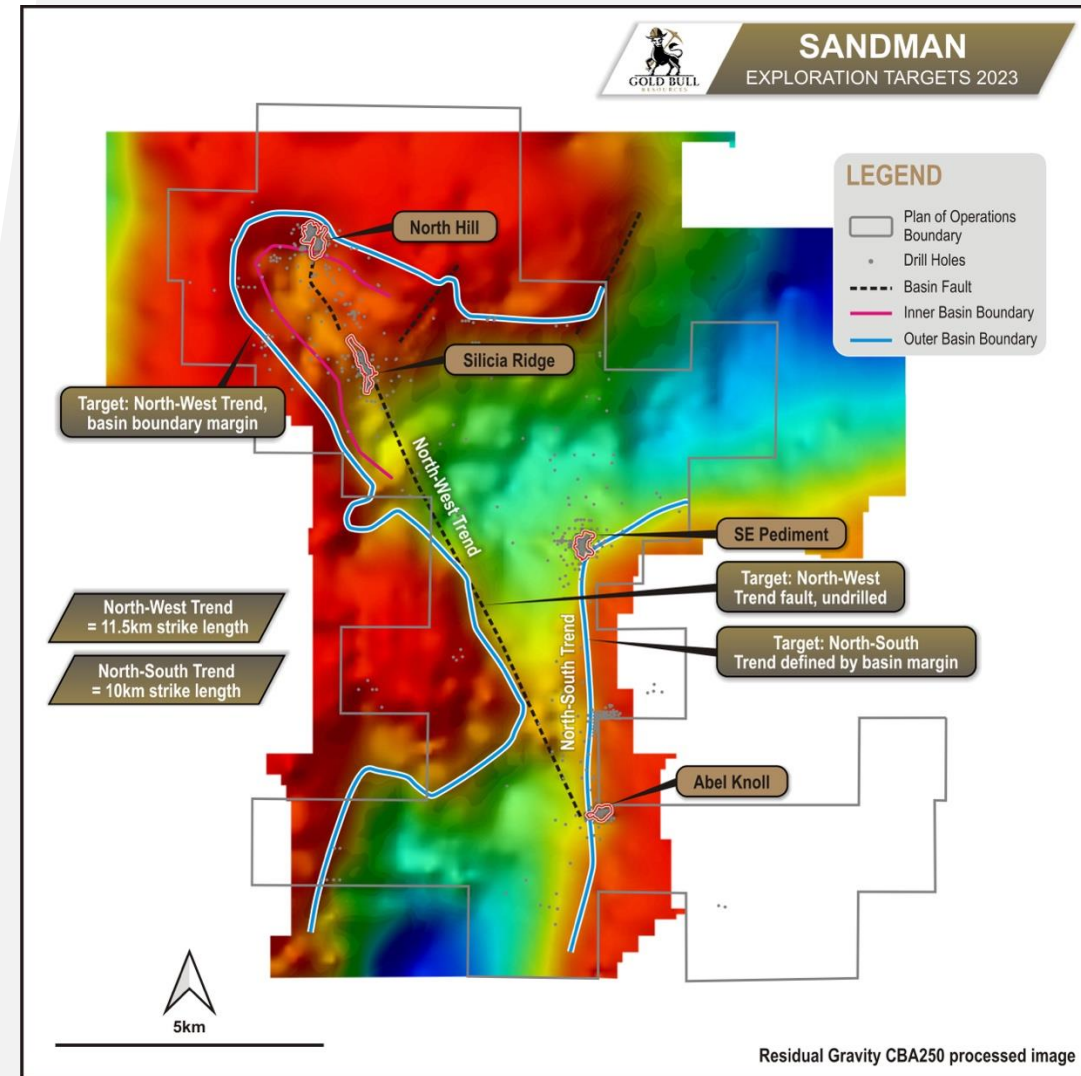 GOLD BULL
RESOURCES
SANDMAN
EXPLORATION TARGETS 2023
LEGEND
Plan of Operations
Boundary
Drill Holes
Basin Fault
Inner Basin Boundary
Outer Basin Boundary
North Hill
Silicia Ridge
Target: North-West Trend,
basin boundary margin
North-West Trend
SE Pediment
Target: North-West
Trend fault, undrilled
North-West Trend
= 11.5km strike length
Target: North-South
Trend defined by basin margin
North-South Trend
= 10km strike length
North-South Trend
Abel Knoll
5km
Residual Gravity CBA250 processed image